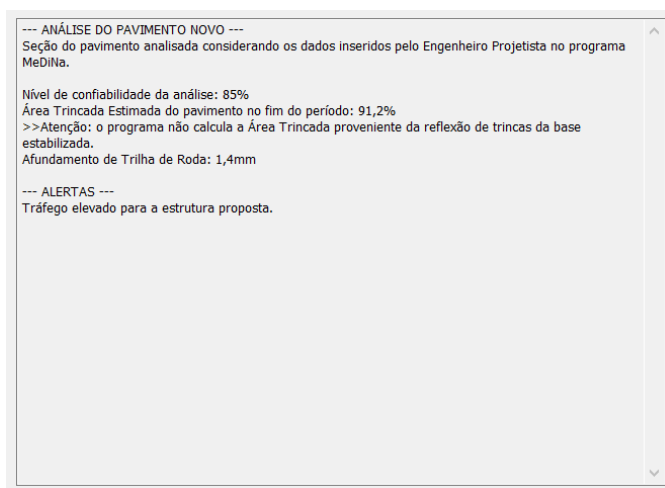 --- ANÁLISE DO PAVIMENTO NOVO ---
Seção do pavimento analisada considerando os dados inseridos pelo Engenheiro Projetista no programa
MeDiNa.
Nível de confiabilidade da análise: 85%
Área Trincada Estimada do pavimento no fim do período: 91,2%
>>Atenção: o programa não calcula a Área Trincada proveniente da reflexão de trincas da base
estabilizada.
Afundamento de Trilha de Roda: 1,4mm
--- ALERTAS ---
Tráfego elevado para a estrutura proposta.